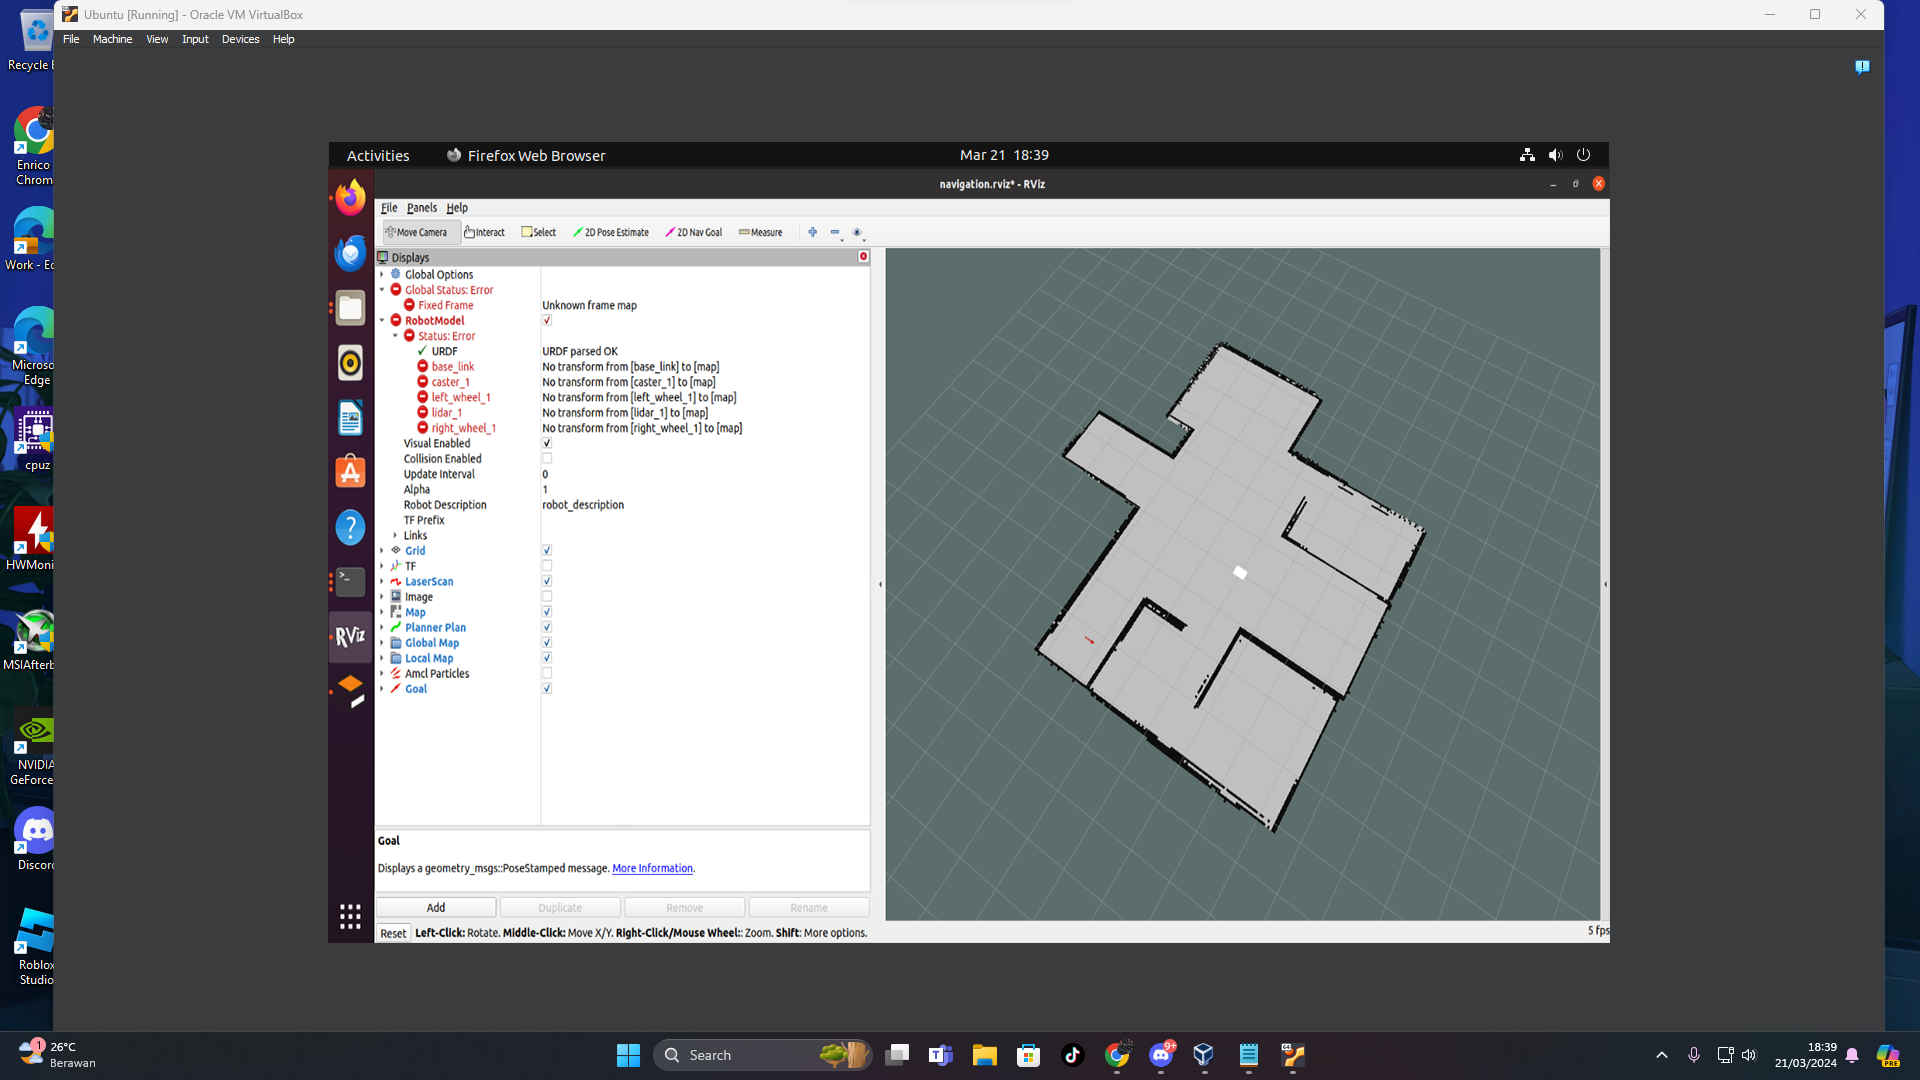 Ubuntu [Running] - Oracle VM VirtualBox
File Machine View Input Devices Help
Recycle
Enrico
Chrom
Work - Ed
Microso
Edge
cpuz
HWMoni
MSIAfterb
NVIDIA
GeForce
Discord
Roblox
Studio
Activities
Firefox Web Browser
Mar 21 18:39
navigation.rviz* - RViz
File Panels Help
Move Camera Interact Select 2D Pose Estimate 2D Nav Goal Measure
Displays
Global Options
Global Status: Error
Fixed Frame Unknown frame map
RobotModel
Status: Error
URDF URDF parsed OK
base_link No transform from [base_link] to [map]
caster_1 No transform from [caster_1] to [map]
left_wheel_1 No transform from [left_wheel_1] to [map]
lidar_1 No transform from [lidar_1] to [map]
right_wheel_1 No transform from [right_wheel_1] to [map]
Visual Enabled
Collision Enabled
Update Interval 0
Alpha 1
Robot Description robot_description
TF Prefix
Links
Grid
TF
LaserScan
Image
Map
Planner Plan
Global Map
Local Map
Amcl Particles
Goal
RViz
Goal
Displays a geometry_msgs::PoseStamped message. More Information.
Add Duplicate Remove Rename
Reset Left-Click: Rotate. Middle-Click: Move X/Y. Right-Click/Mouse Wheel:: Zoom. Shift: More options.
5 fps
1
26°C
Berawan
Search
9+
18:39
21/03/2024
PRE